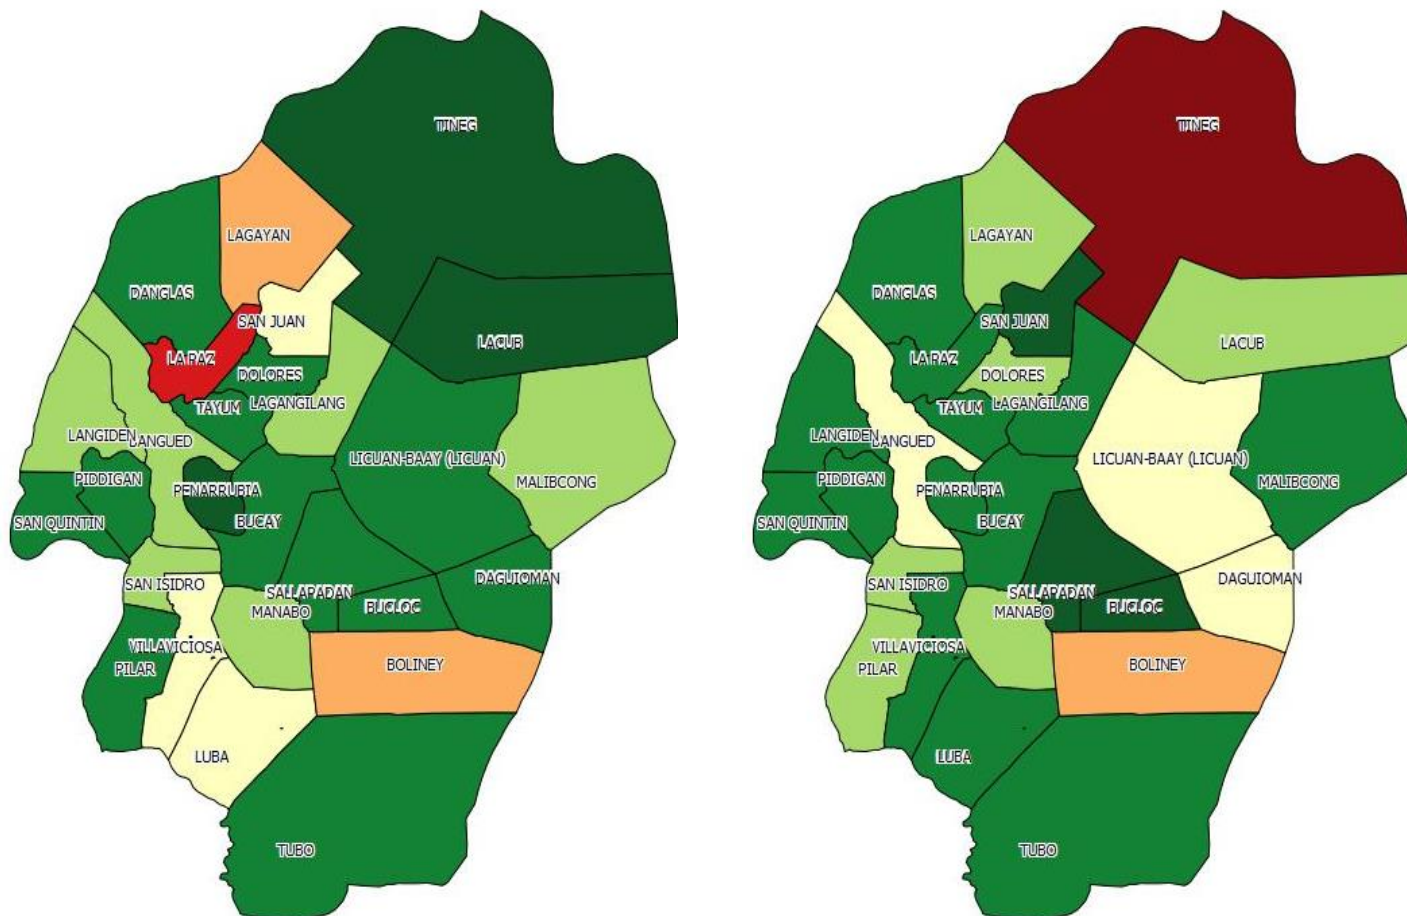 TINEG
LAGAYAN
DANGLAS
SAN JUAN
LACUB
LA PAZ
DOLORES
TAYUM
LAGANGILANG
LANGIDEN
BANGUED
LICUAN-BAAY (LICUAN)
PIDDIGAN
PENARRUBIA
MALIBCONG
SAN QUINTIN
BUCAY
SAN ISIDRO
SALLAPADAN
DAGUIOMAN
MANABO
BUCLOC
VILLAVICIOSA
PILAR
BOLINEY
LUBA
TUBO
TINEG
LAGAYAN
DANGLAS
SAN JUAN
LACUB
LA PAZ
DOLORES
TAYUM
LAGANGILANG
LANGIDEN
BANGUED
LICUAN-BAAY (LICUAN)
PIDDIGAN
PENARRUBIA
MALIBCONG
SAN QUINTIN
BUCAY
SAN ISIDRO
SALLAPADAN
DAGUIOMAN
MANABO
BUCLOC
VILLAVICIOSA
PILAR
BOLINEY
LUBA
TUBO